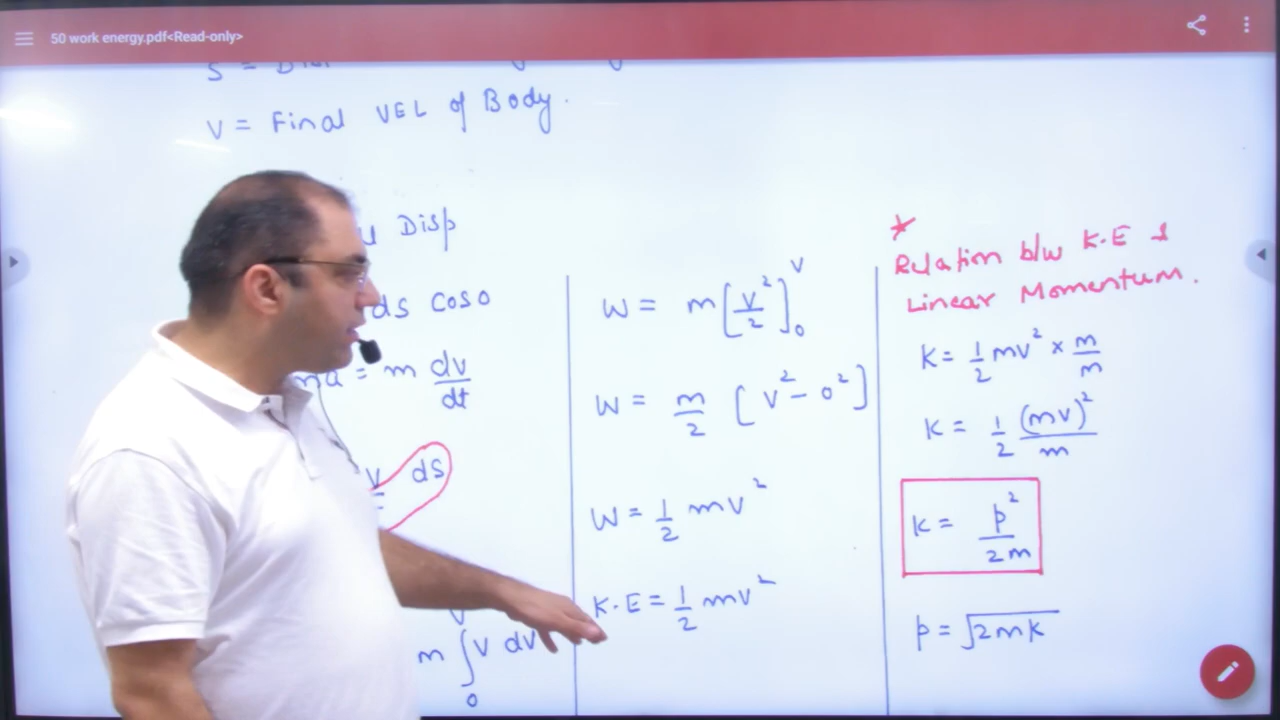 50 work energy.pdf<Read-only>
S =
V = Final VEL of Body.
Disp
ds cos0
ma = m dv/dt
v ds
m ∫₀ᵛ V dv
W = m[v²/2]₀ᵛ
W = m/2 [v² - 0²]
W = 1/2 mv²
K.E = 1/2 mv²
Relation b/w K.E &
Linear Momentum.
K = 1/2 mv² × m/m
K = 1/2 (mv)²/m
K = p²/2m
p = √2mK